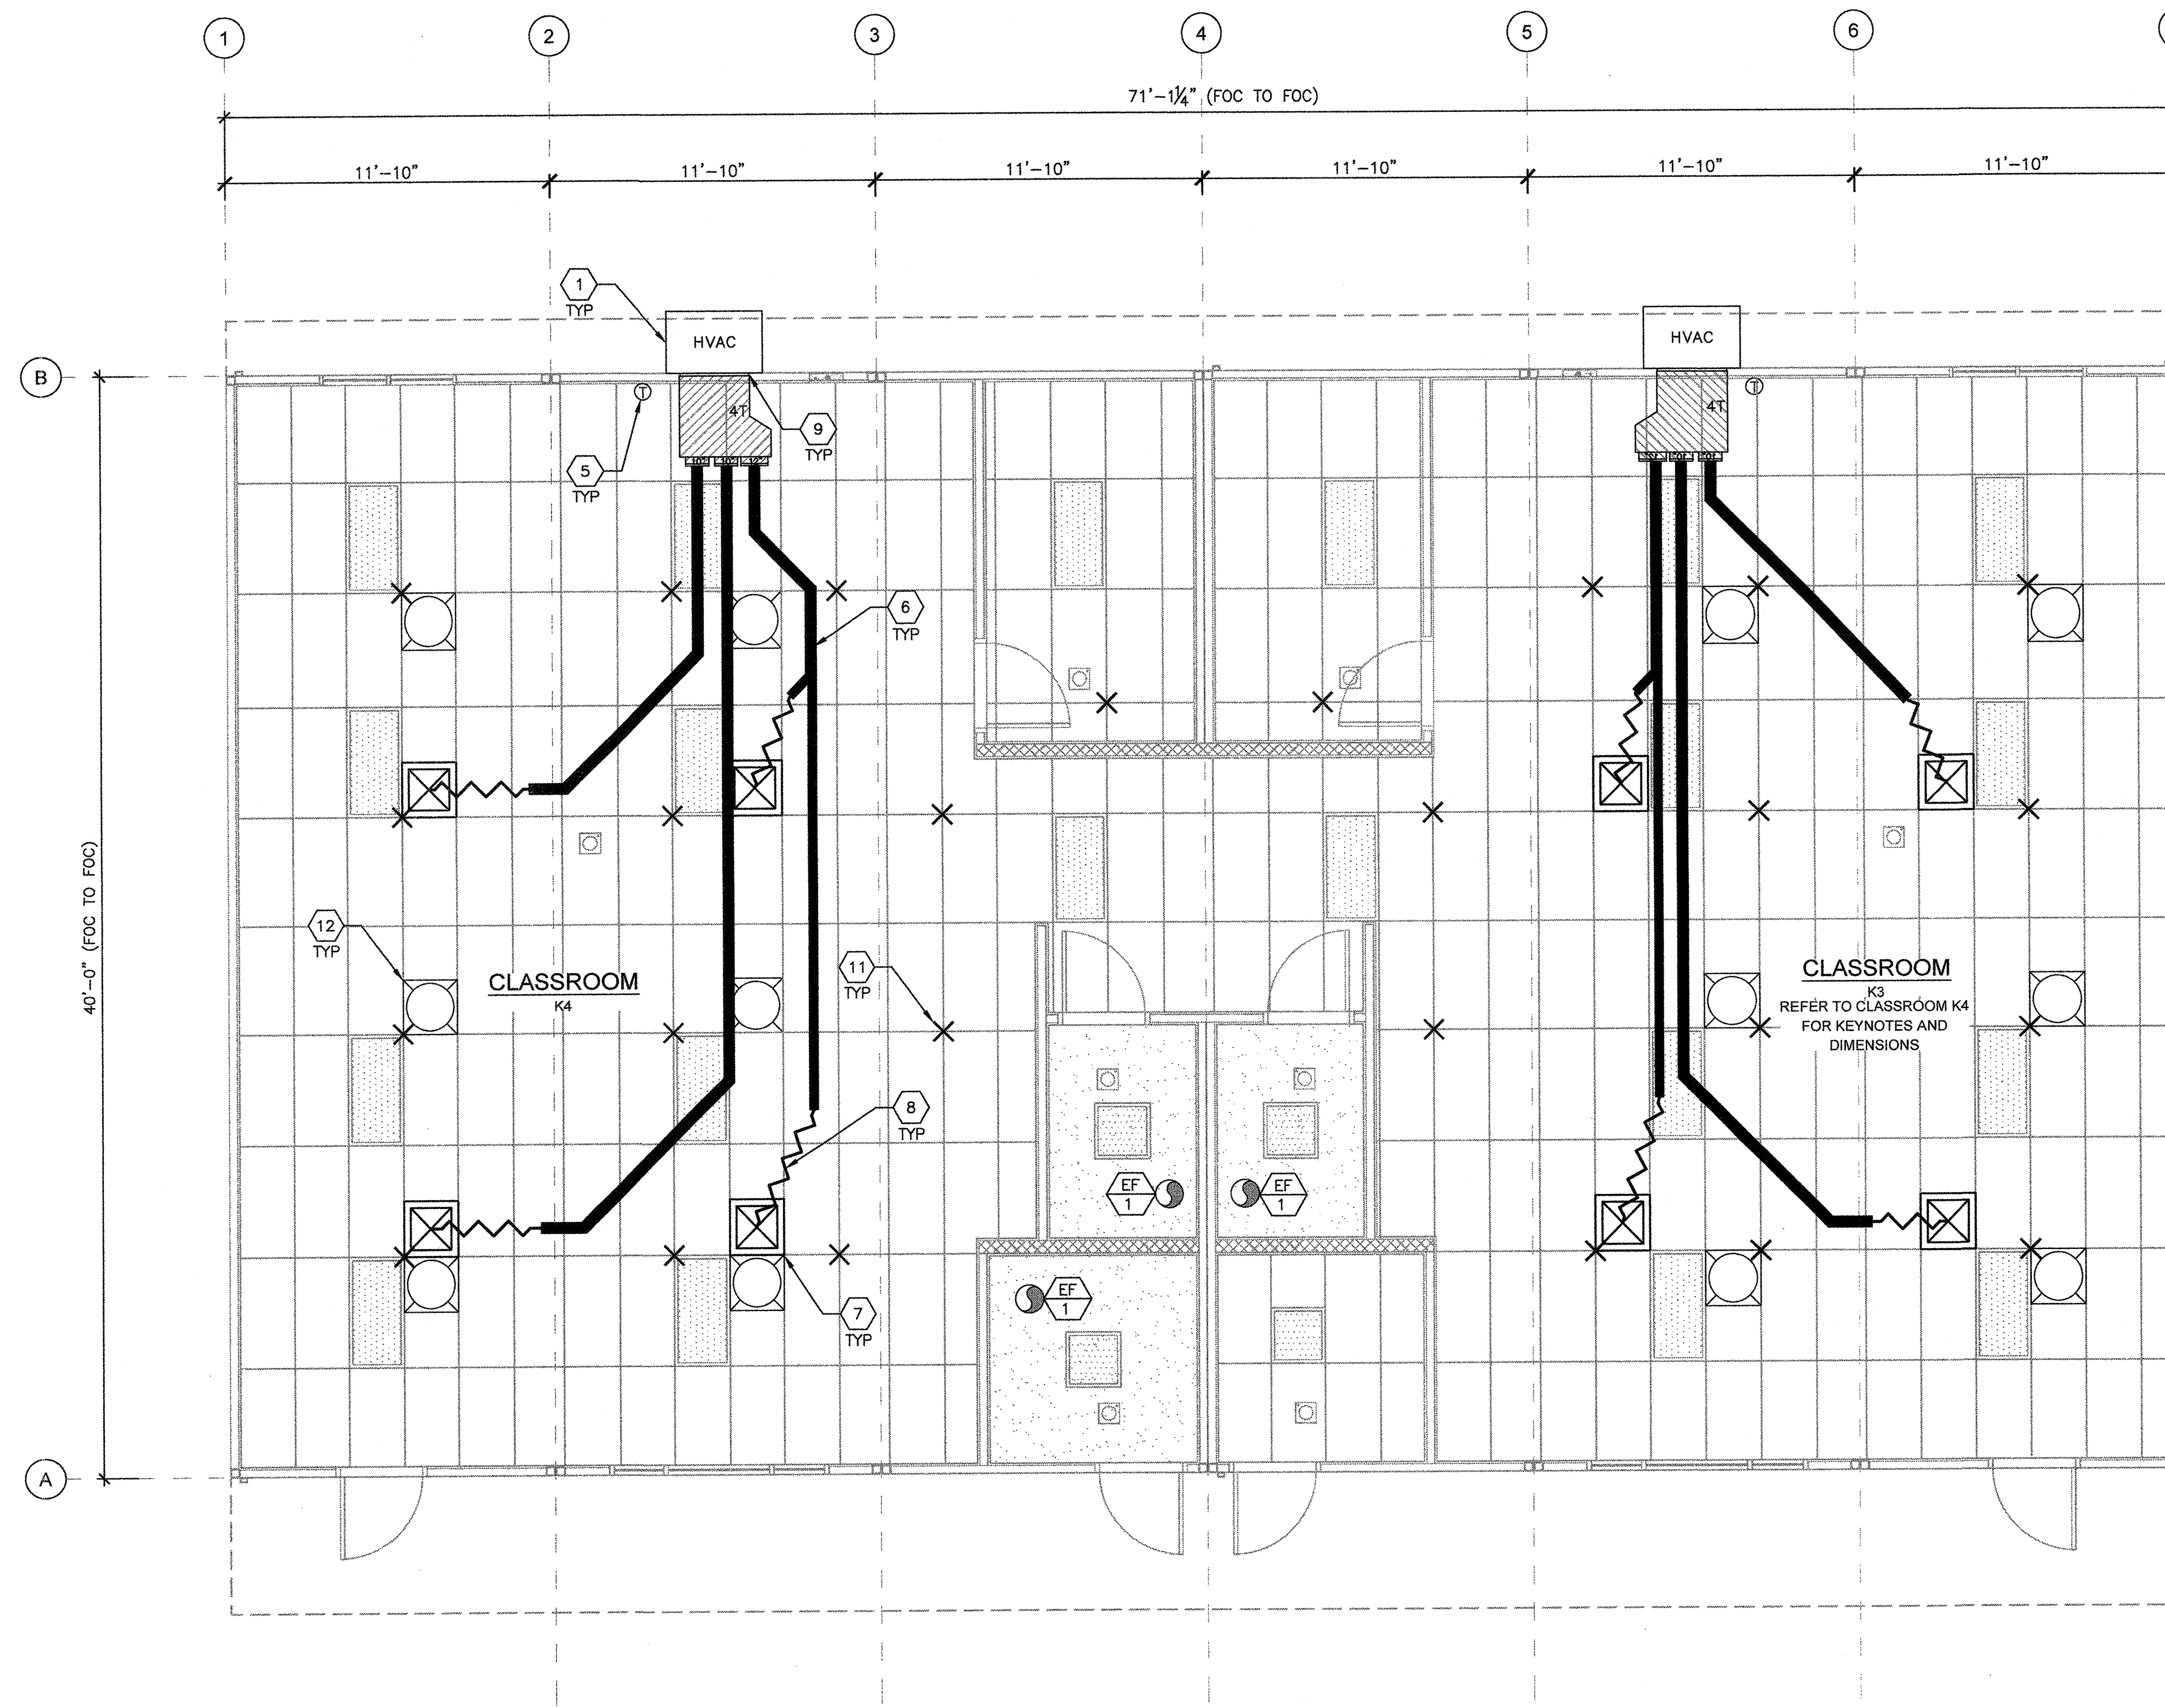 1
2
3
4
5
6
71'-1¼" (FOC TO FOC)
11'-10"
11'-10"
11'-10"
11'-10"
11'-10"
11'-10"
1
TYP
HVAC
HVAC
B
4T
4T
9
TYP
5
TYP
10"
10"
12"
6
TYP
40'-0" (FOC TO FOC)
12
TYP
CLASSROOM
K4
11
TYP
CLASSROOM
K3
REFER TO CLASSROOM K4
FOR KEYNOTES AND
DIMENSIONS
8
TYP
EF
1
EF
1
EF
1
7
TYP
A
T
T